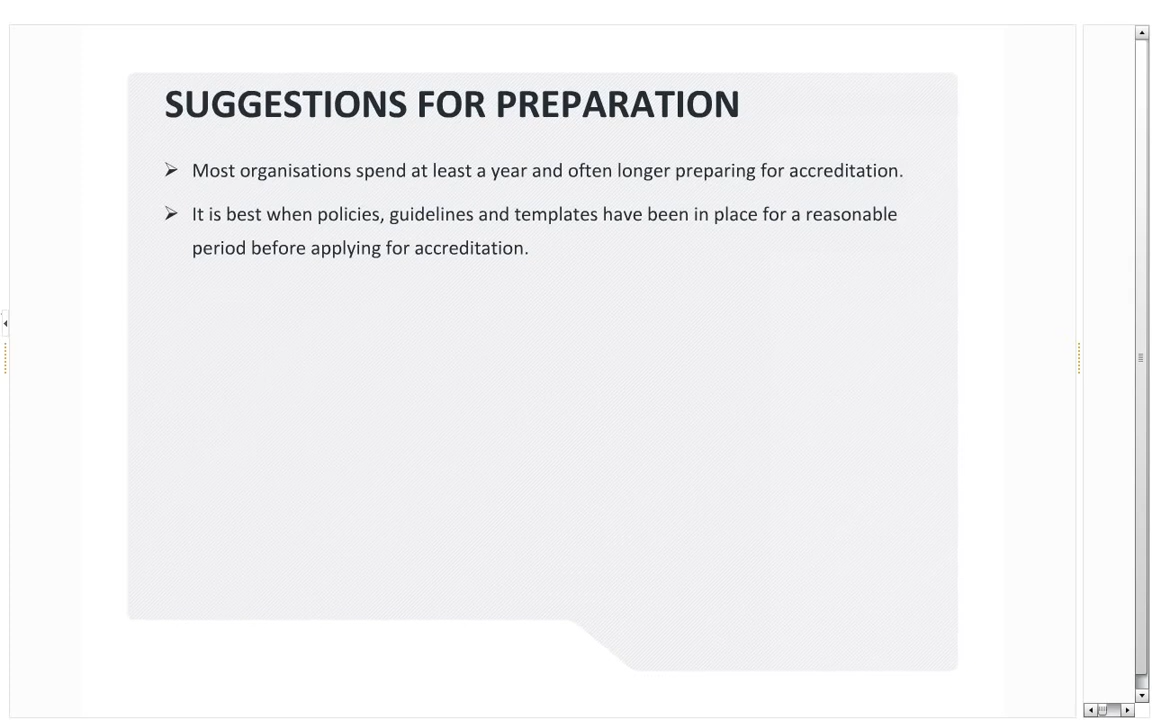 SUGGESTIONS FOR PREPARATION
Most organisations spend at least a year and often longer preparing for accreditation.
It is best when policies, guidelines and templates have been in place for a reasonable
period before applying for accreditation.